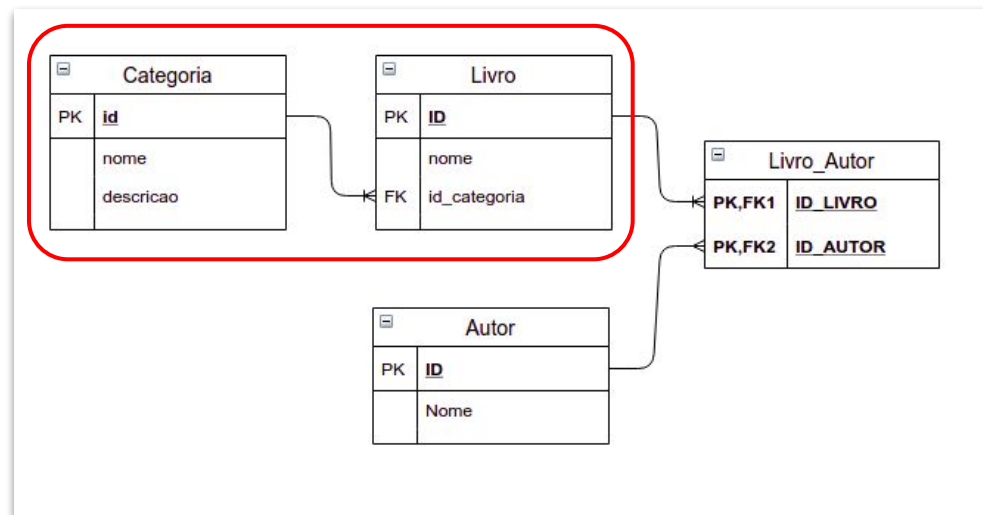 Categoria
PK id
nome
descricao
Livro
PK ID
nome
FK id_categoria
Livro_Autor
PK,FK1 ID_LIVRO
PK,FK2 ID_AUTOR
Autor
PK ID
Nome